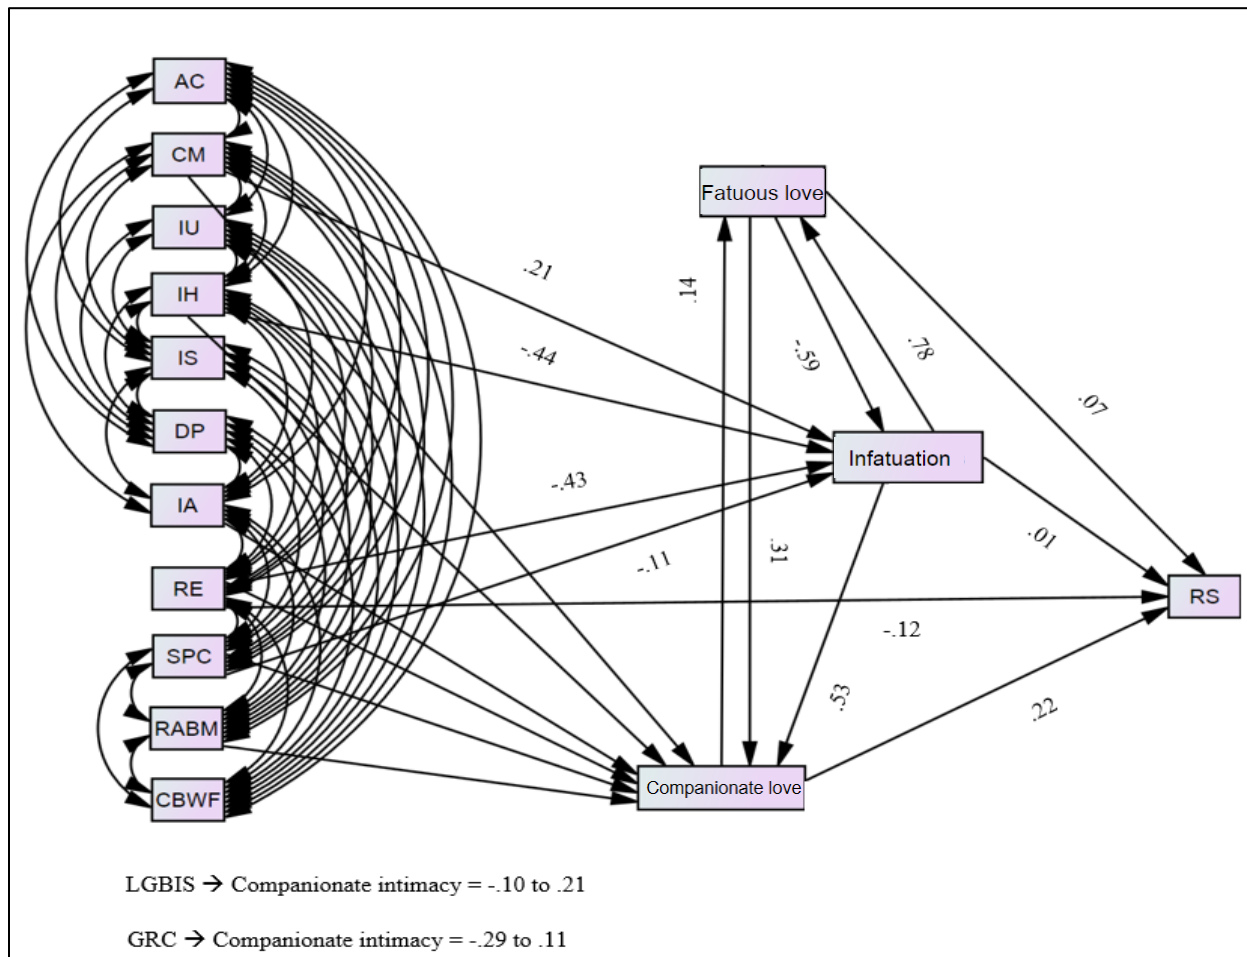 AC
CM
IU
IH
IS
DP
IA
RE
SPC
RABM
CBWF
Fatuous love
Infatuation
Companionate love
RS
.21
-.44
-.43
-.11
.14
.31
-.59
.78
.07
.01
-.12
.53
.22
LGBIS → Companionate intimacy = -.10 to .21
GRC → Companionate intimacy = -.29 to .11